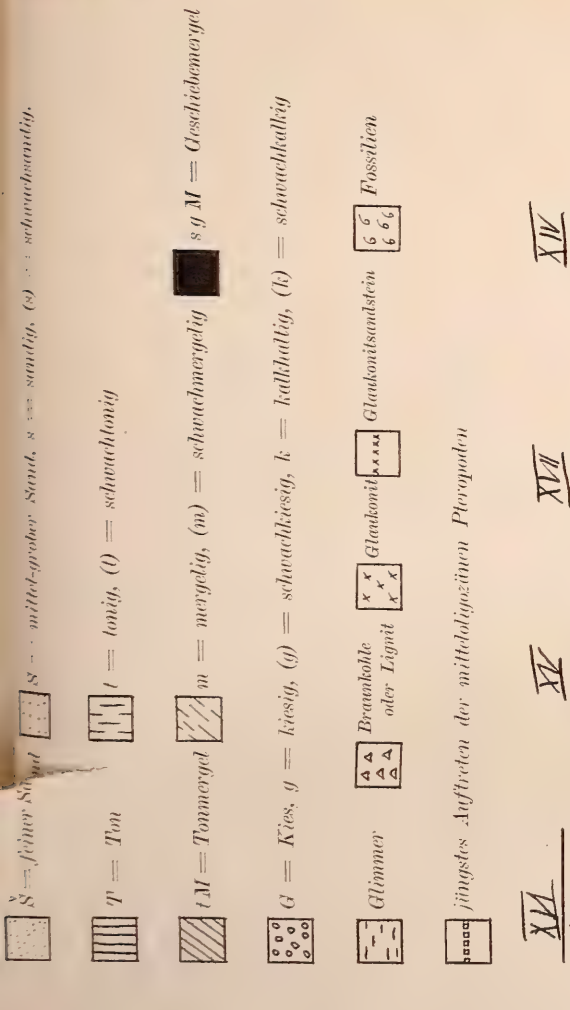 Š = feiner Sand S = mittel-grober Sand, s = sandig, (s) = schwachsandig.
T = Ton t = tonig, (t) = schwachtonig
tM = Tonmergel m = mergelig, (m) = schwachmergelig s g M = Geschiebemergel
G = Kies, g = kiesig, (g) = schwachkiesig, k = kalkhaltig, (k) = schwachkalkig
Glimmer Braunkohle oder Lignit Glaukonit Glaukonitsandstein Fossilien
jüngstes Auftreten der mitteloligozänen Pteropoden
XVI XV XVII XIV